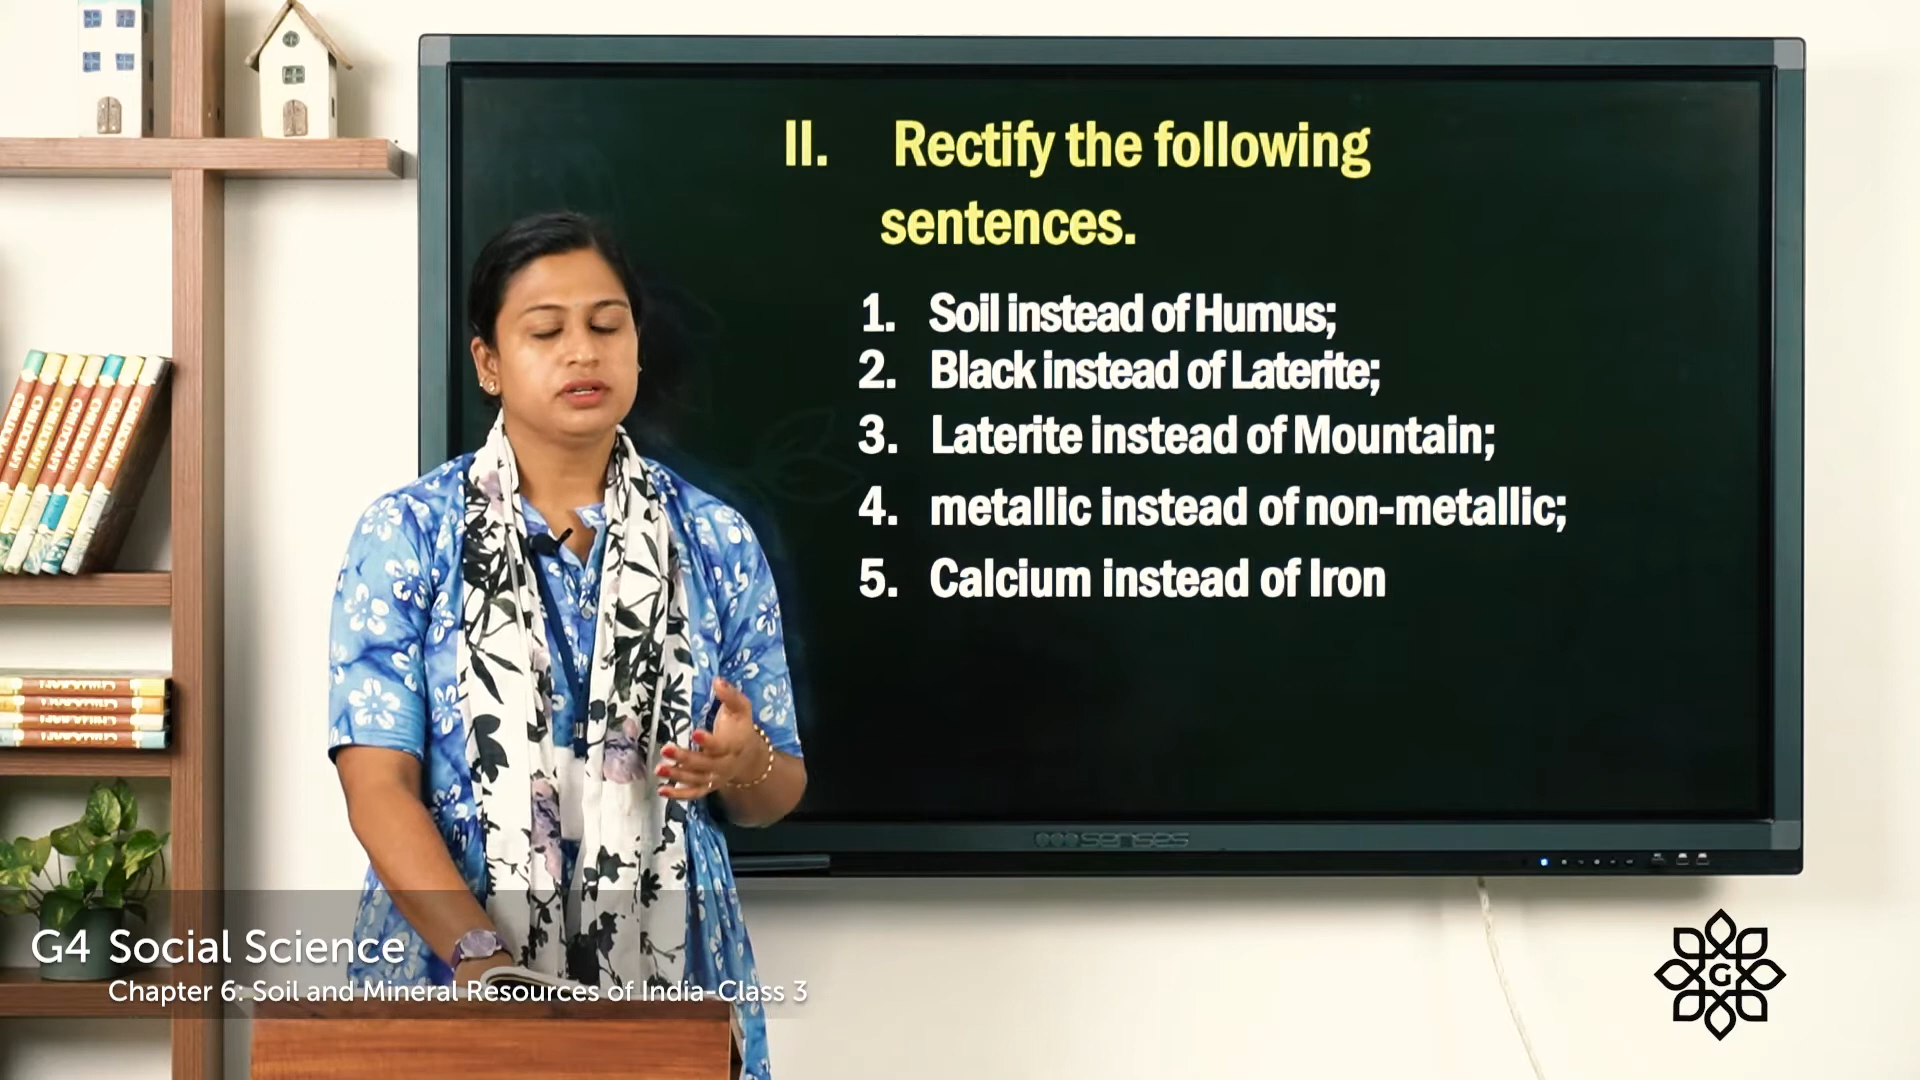 II. Rectify the following
sentences.
1. Soil instead of Humus;
2. Black instead of Laterite;
3. Laterite instead of Mountain;
4. metallic instead of non-metallic;
5. Calcium instead of Iron
senses
G4 Social Science
Chapter 6: Soil and Mineral Resources of India-Class 3
G